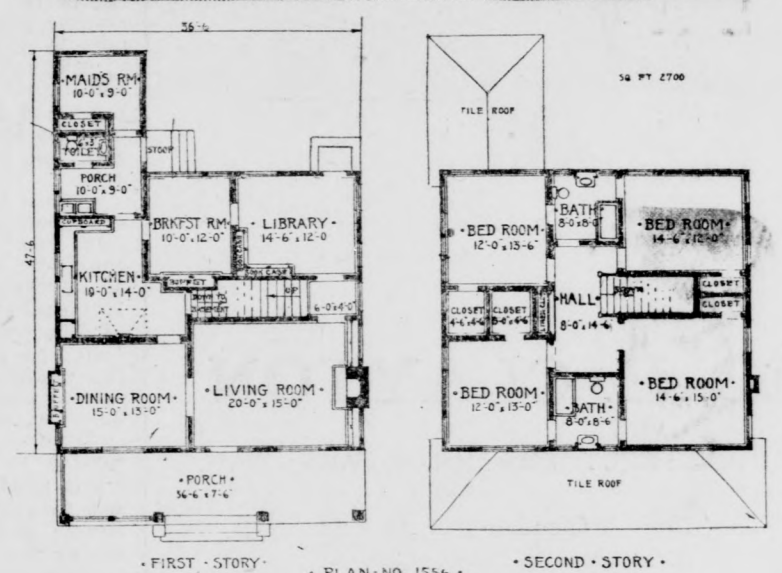 36-6
47-6
MAID'S RM
10-0 x 9-0
CLOSET
TOILET
STOOP
PORCH
10-0 x 9-0
CUPBOARD
BRKFST RM
10-0 x 12-0
LIBRARY
14-6 x 12-0
KITCHEN
10-0 x 14-0
BUFFET
UP
6-0 x 4-0
DINING ROOM
15-0 x 13-0
LIVING ROOM
20-0 x 15-0
PORCH
36-6 x 7-6
FIRST · STORY
SQ FT 2700
TILE ROOF
BED ROOM
12-0 x 13-6
BATH
8-0 x 8-0
BED ROOM
14-6 x 12-0
CLOSET
4-6 x 4-6
CLOSET
HALL
8-0 x 14-6
CLOSET
CLOSET
BED ROOM
12-0 x 13-0
BATH
8-0 x 8-6
BED ROOM
14-6 x 15-0
TILE ROOF
SECOND · STORY
PLAN · NO. 1556